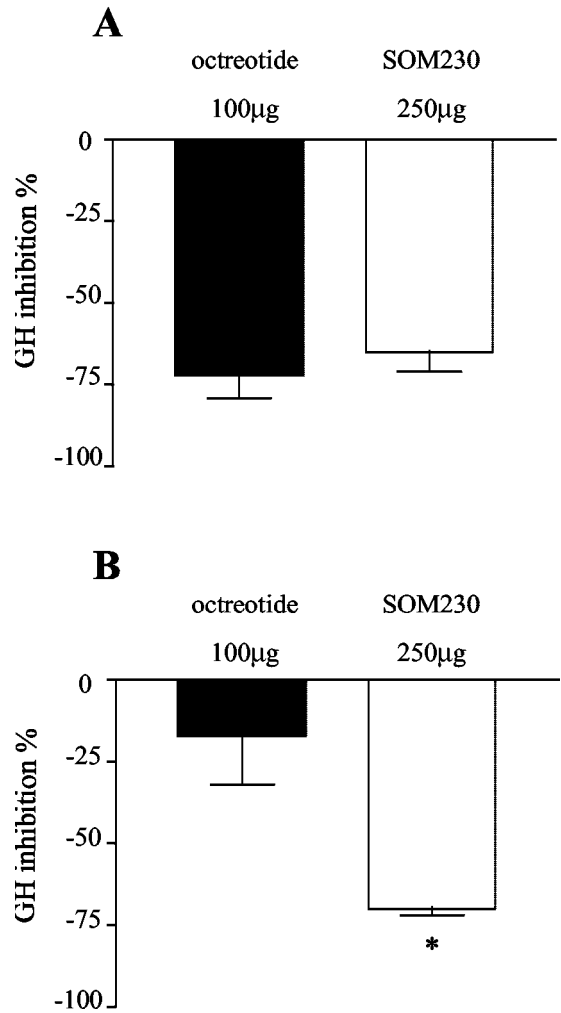 A
octreotide SOM230
100μg 250μg
0
-25
-50
-75
-100
GH inhibition %
B
octreotide SOM230
100μg 250μg
0
-25
-50
-75
-100
GH inhibition %
*